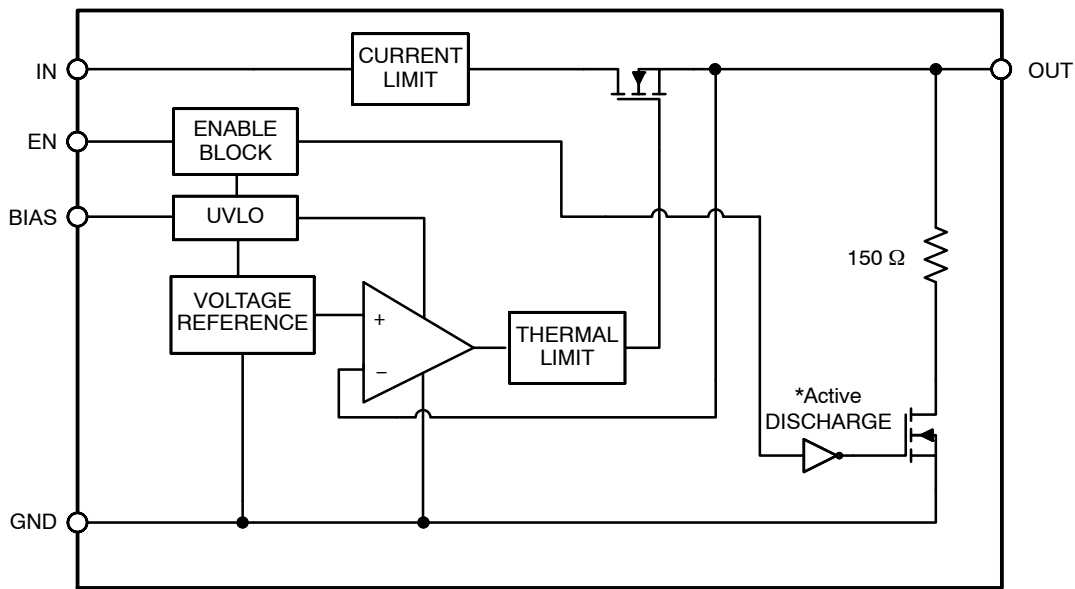 CURRENT
LIMIT
IN
OUT
EN
ENABLE
BLOCK
BIAS
UVLO
150 Ω
VOLTAGE
REFERENCE
+
−
THERMAL
LIMIT
*Active
DISCHARGE
GND